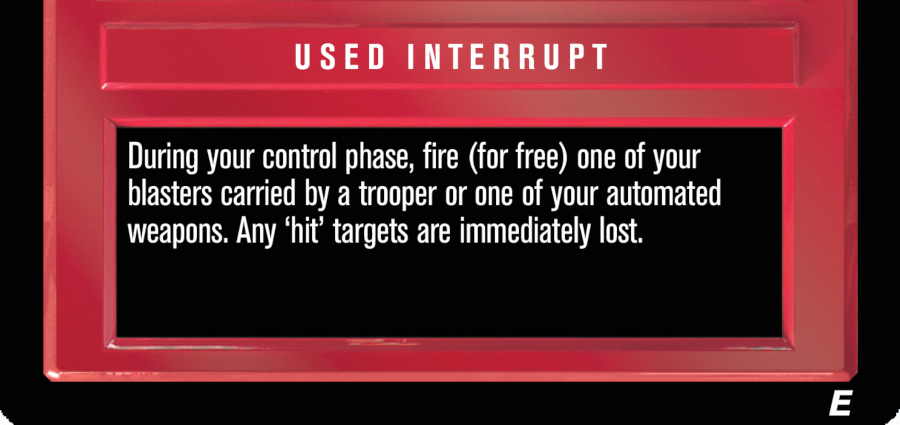 USED INTERRUPT
During your control phase, fire (for free) one of your
blasters carried by a trooper or one of your automated
weapons. Any ‘hit’ targets are immediately lost.
E